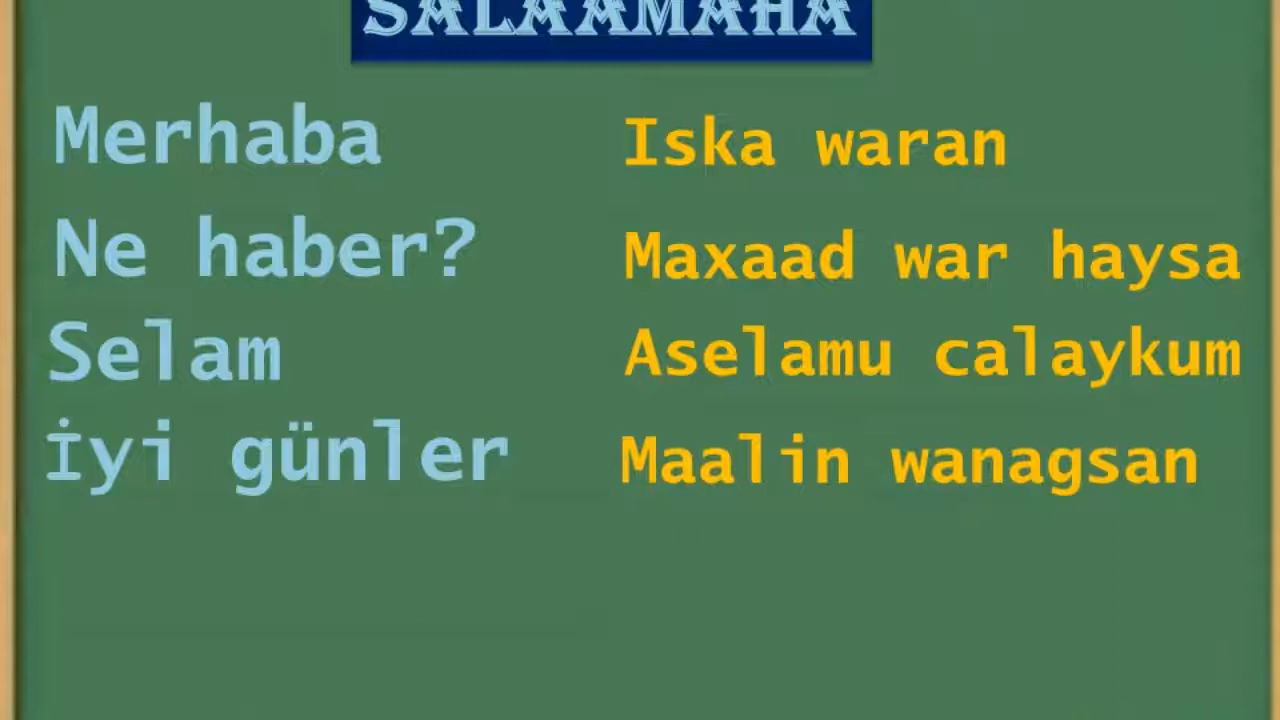 SALAAMAHA
Merhaba Iska waran
Ne haber? Maxaad war haysa
Selam Aselamu calaykum
İyi günler Maalin wanagsan